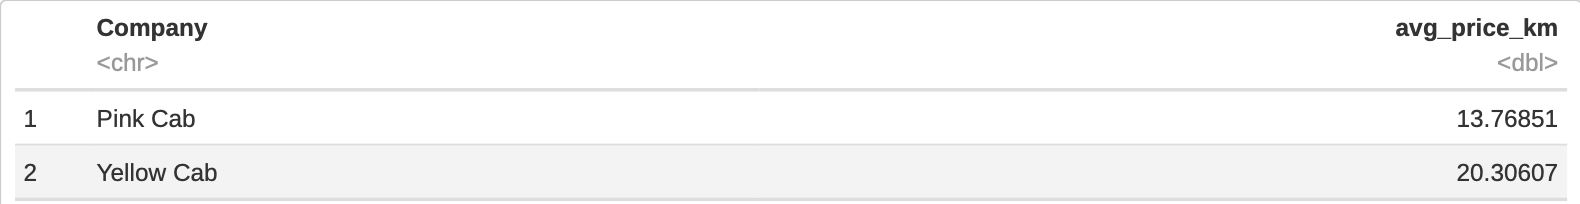 Company avg_price_km
<chr> <dbl>
1 Pink Cab 13.76851
2 Yellow Cab 20.30607